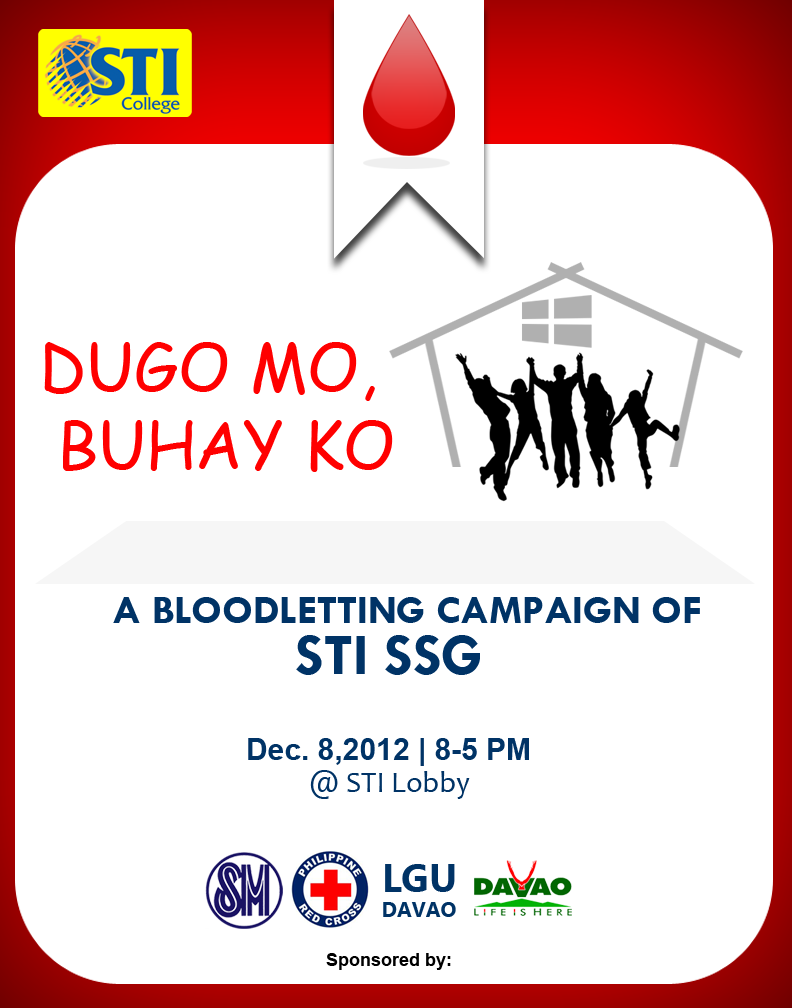 STI
College
DUGO MO,
BUHAY KO
A BLOODLETTING CAMPAIGN OF
STI SSG
Dec. 8,2012 | 8-5 PM
@ STI Lobby
SM
PHILIPPINE
RED CROSS
LGU
DAVAO
DAVAO
LIFE IS HERE
Sponsored by: